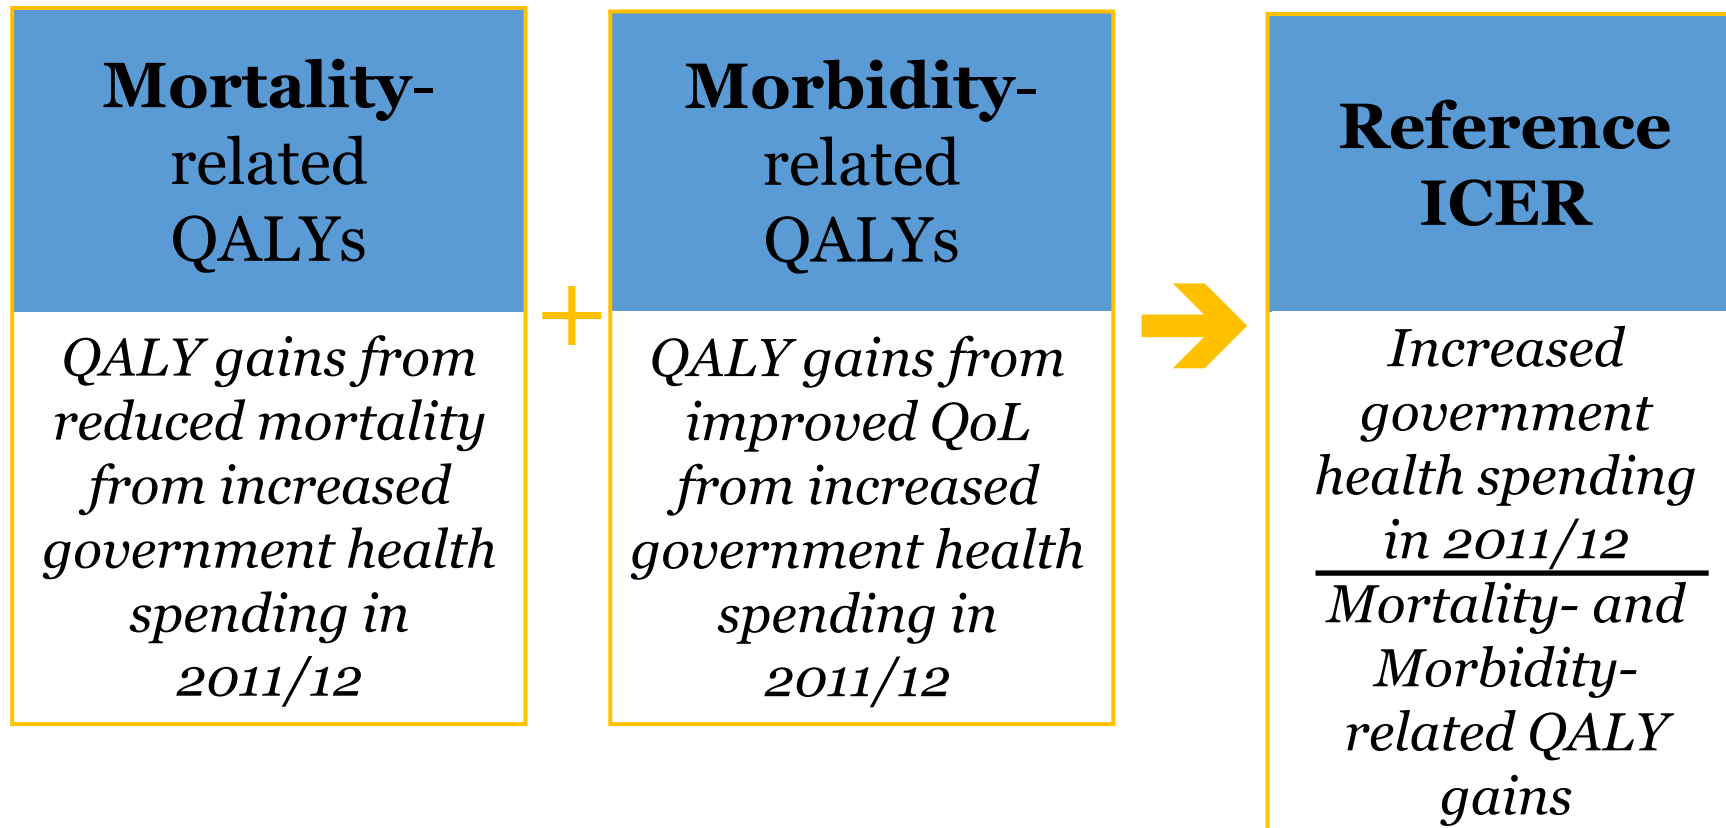 Mortality-
related
QALYs
QALY gains from
reduced mortality
from increased
government health
spending in
2011/12
+
Morbidity-
related
QALYs
QALY gains from
improved QoL
from increased
government health
spending in
2011/12
Reference
ICER
Increased
government
health spending
in 2011/12
Mortality- and
Morbidity-
related QALY
gains